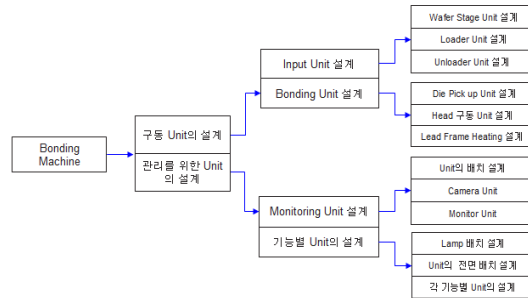 Bonding
Machine
구동 Unit의 설계
관리를 위한 Unit
의 설계
Input Unit 설계
Bonding Unit 설계
Monitoring Unit 설계
기능별 Unit의 설계
Wafer Stage Unit 설계
Loader Unit 설계
Unloader Unit 설계
Die Pick up Unit 설계
Head 구동 Unit 설계
Lead Frame Heating 설계
Unit의 배치 설계
Camera Unit
Monitor Unit
Lamp 배치 설계
Unit의 전면 배치 설계
각 기능별 Unit의 설계